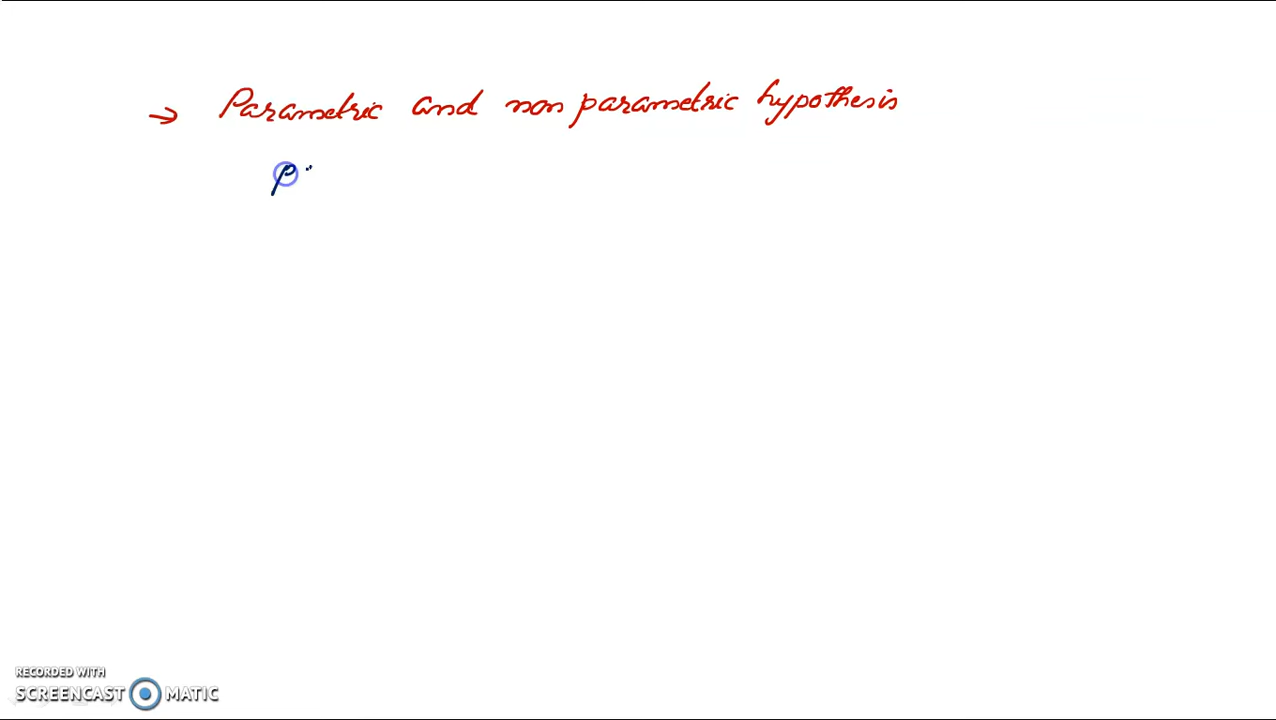 → Parametric and non parametric hypothesis
P
RECORDED WITH
SCREENCAST MATIC